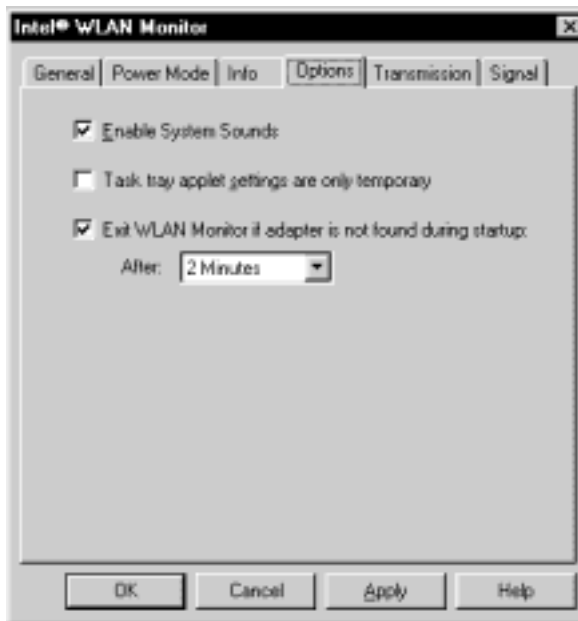 Intel® WLAN Monitor
General Power Mode Info Options Transmission Signal
Enable System Sounds
Task tray applet settings are only temporary
Exit WLAN Monitor if adapter is not found during startup:
After: 2 Minutes
OK Cancel Apply Help